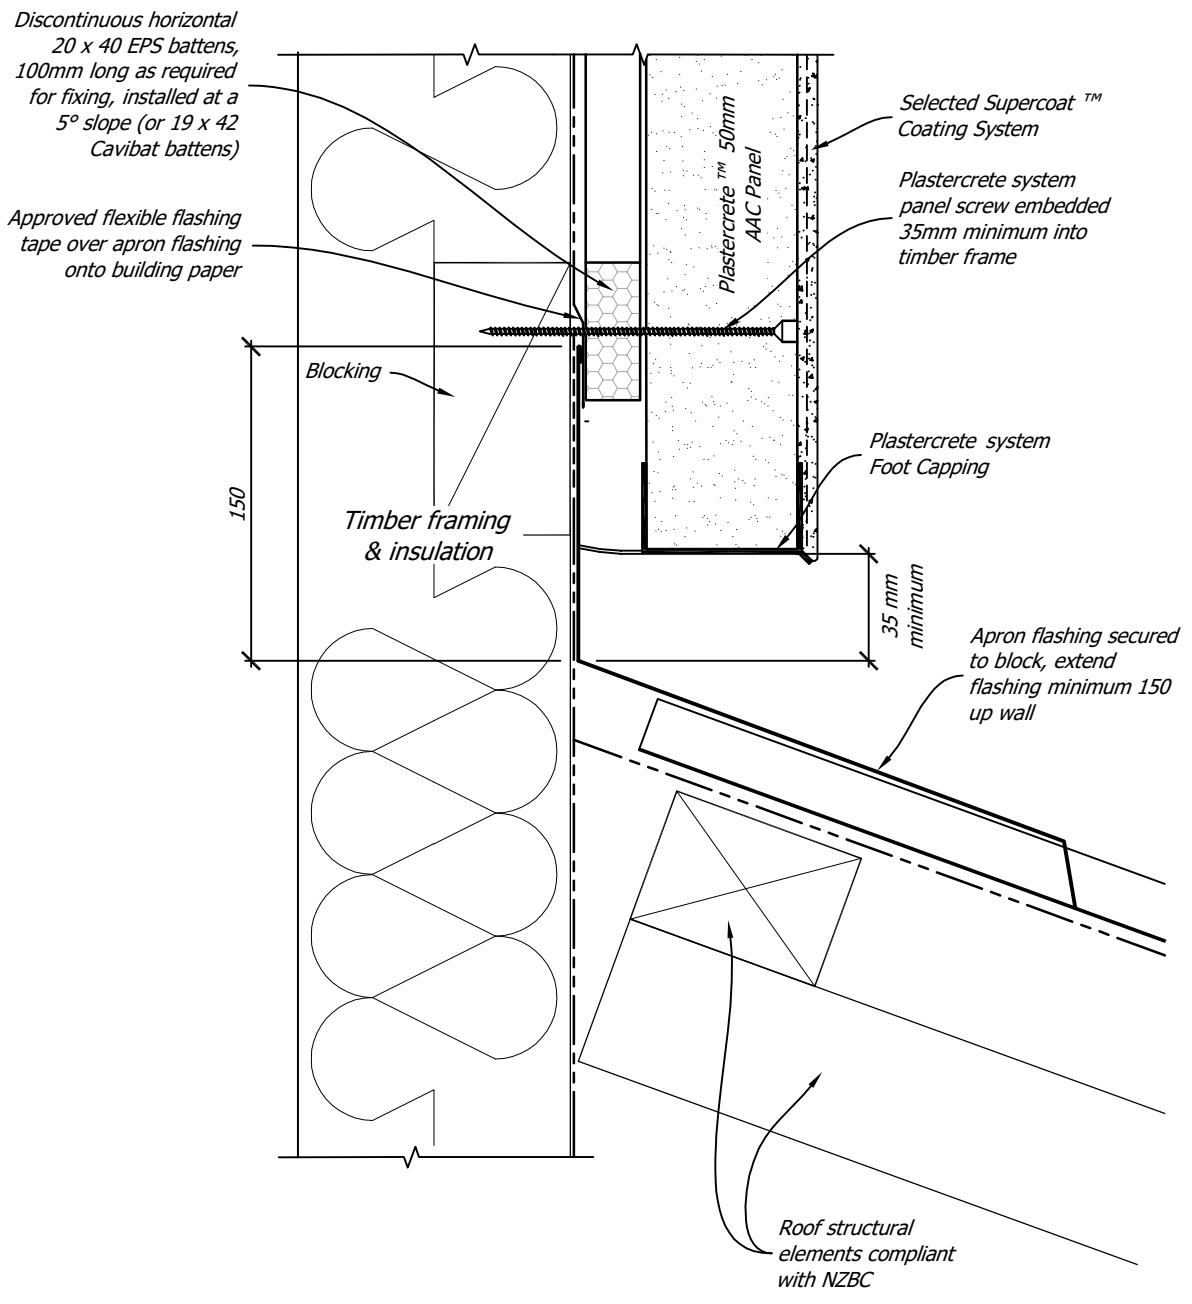 Discontinuous horizontal
20 x 40 EPS battens,
100mm long as required
for fixing, installed at a
5° slope (or 19 x 42
Cavibat battens)
Approved flexible flashing
tape over apron flashing
onto building paper
Blocking
150
Timber framing
& insulation
Plastercrete ™ 50mm
AAC Panel
Selected Supercoat ™
Coating System
Plastercrete system
panel screw embedded
35mm minimum into
timber frame
Plastercrete system
Foot Capping
35 mm
minimum
Apron flashing secured
to block, extend
flashing minimum 150
up wall
Roof structural
elements compliant
with NZBC